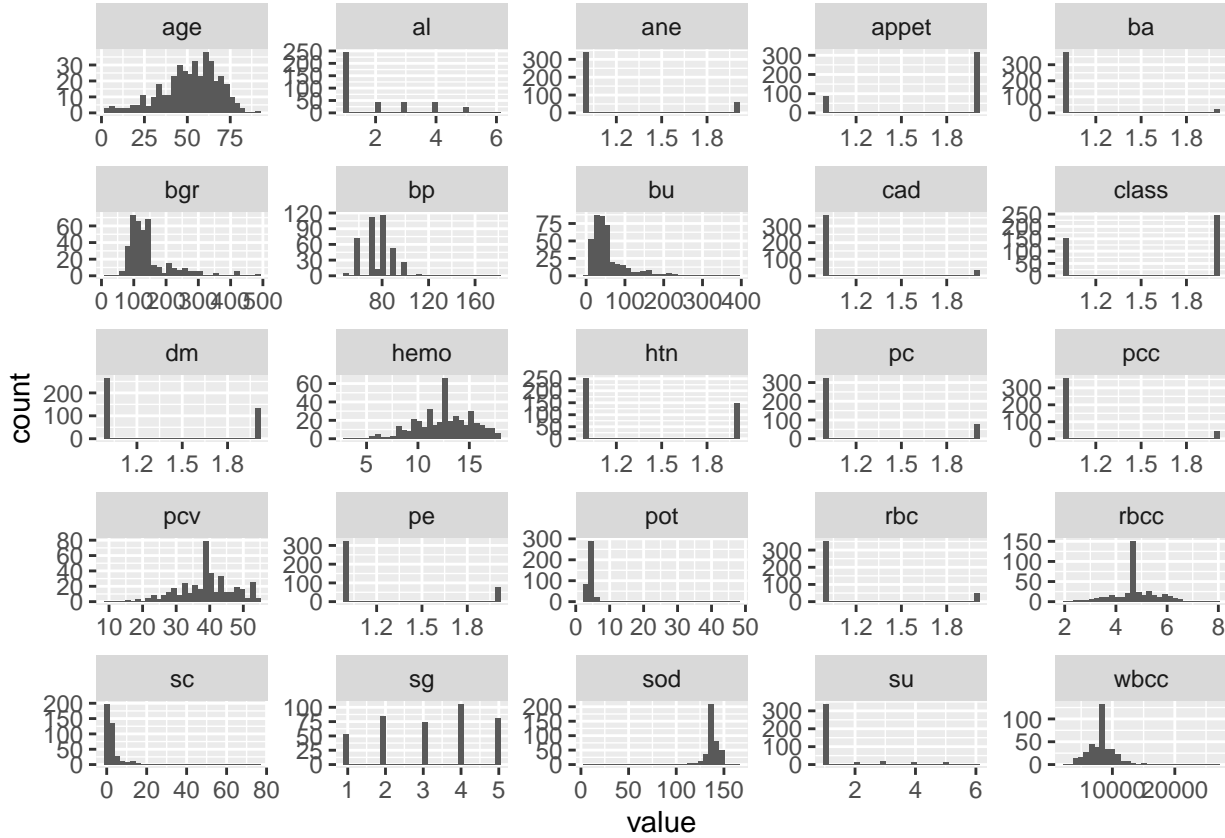 age al ane appet ba
30 20 10 0 250 200 150 100 50 0 300 200 100 0 300 200 100 0 300 200 100 0
0 25 50 75 2 4 6 1.2 1.5 1.8 1.2 1.5 1.8 1.2 1.5 1.8
bgr bp bu cad class
60 40 20 0 120 90 60 30 0 75 50 25 0 300 200 100 0 250 200 150 100 50 0
0 100 200 300 400 500 80 120 160 0 100 200 300 400 1.2 1.5 1.8 1.2 1.5 1.8
dm hemo htn pc pcc
200 100 0 60 40 20 0 250 200 150 100 50 0 300 200 100 0 300 200 100 0
1.2 1.5 1.8 5 10 15 1.2 1.5 1.8 1.2 1.5 1.8 1.2 1.5 1.8
count
pcv pe pot rbc rbcc
80 60 40 20 0 300 200 100 0 300 200 100 0 300 200 100 0 150 100 50 0
10 20 30 40 50 1.2 1.5 1.8 0 10 20 30 40 50 1.2 1.5 1.8 2 4 6 8
sc sg sod su wbcc
200 150 100 50 0 100 75 50 25 0 200 150 100 50 0 300 200 100 0 100 50 0
0 20 40 60 80 1 2 3 4 5 0 50 100 150 2 4 6 10000 20000
value